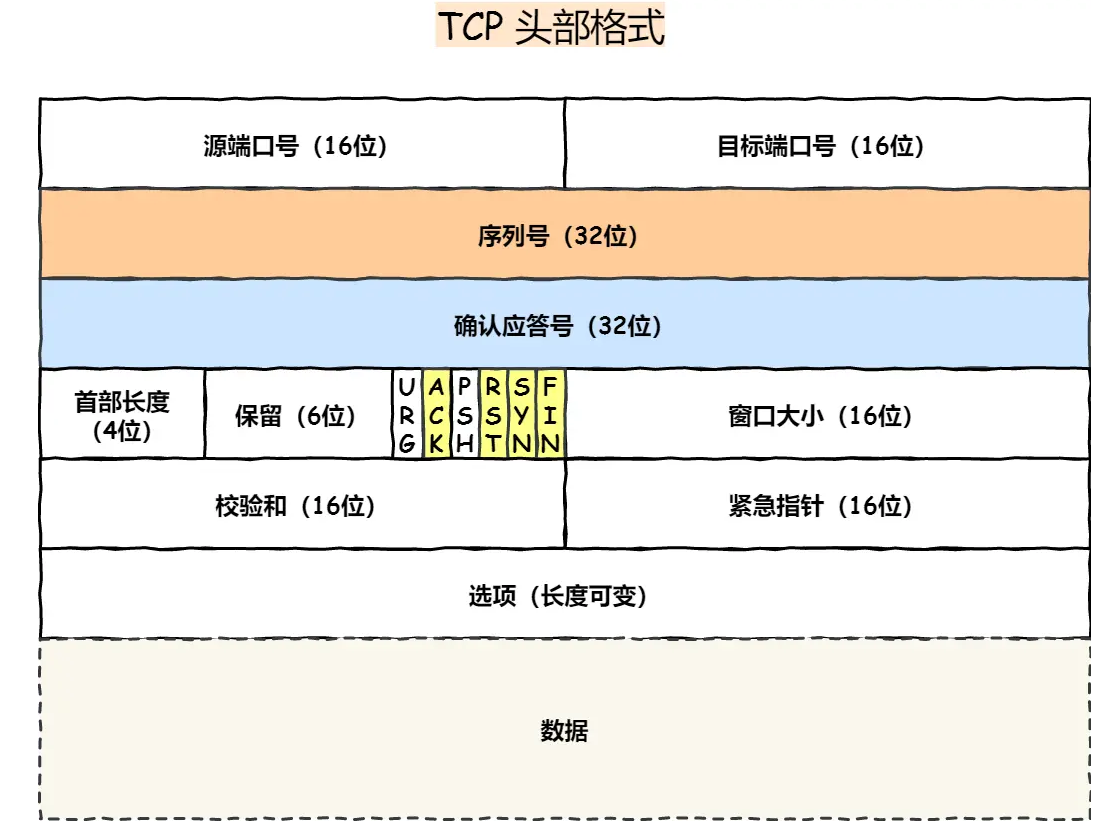 TCP 头部格式
源端口号（16位） 目标端口号（16位）
序列号（32位）
确认应答号（32位）
首部长度
（4位）
保留（6位）
URG
ACK
PSH
RST
SYN
FIN
窗口大小（16位）
校验和（16位） 紧急指针（16位）
选项（长度可变）
数据